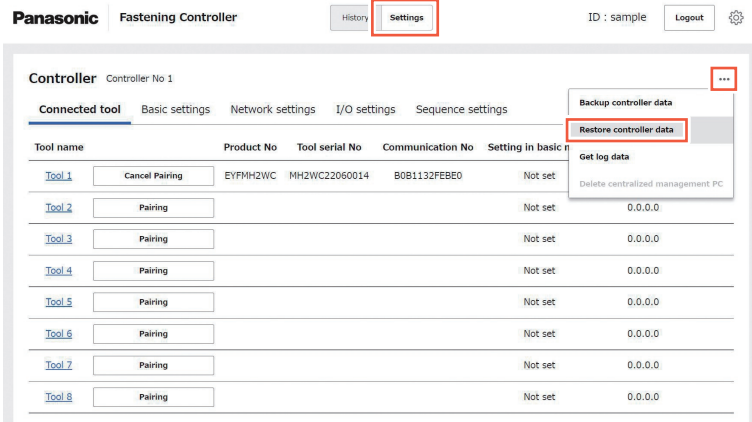 Panasonic Fastening Controller History Settings ID : sample Logout
Controller Controller No 1
...
Connected tool Basic settings Network settings I/O settings Sequence settings
Backup controller data
Restore controller data
Get log data
Delete centralized management PC
Tool name Product No Tool serial No Communication No Setting in basic
Tool 1 Cancel Pairing EYFMH2WC MH2WC22060014 B0B1132FEBE0 Not set
Tool 2 Pairing Not set 0.0.0.0
Tool 3 Pairing Not set 0.0.0.0
Tool 4 Pairing Not set 0.0.0.0
Tool 5 Pairing Not set 0.0.0.0
Tool 6 Pairing Not set 0.0.0.0
Tool 7 Pairing Not set 0.0.0.0
Tool 8 Pairing Not set 0.0.0.0